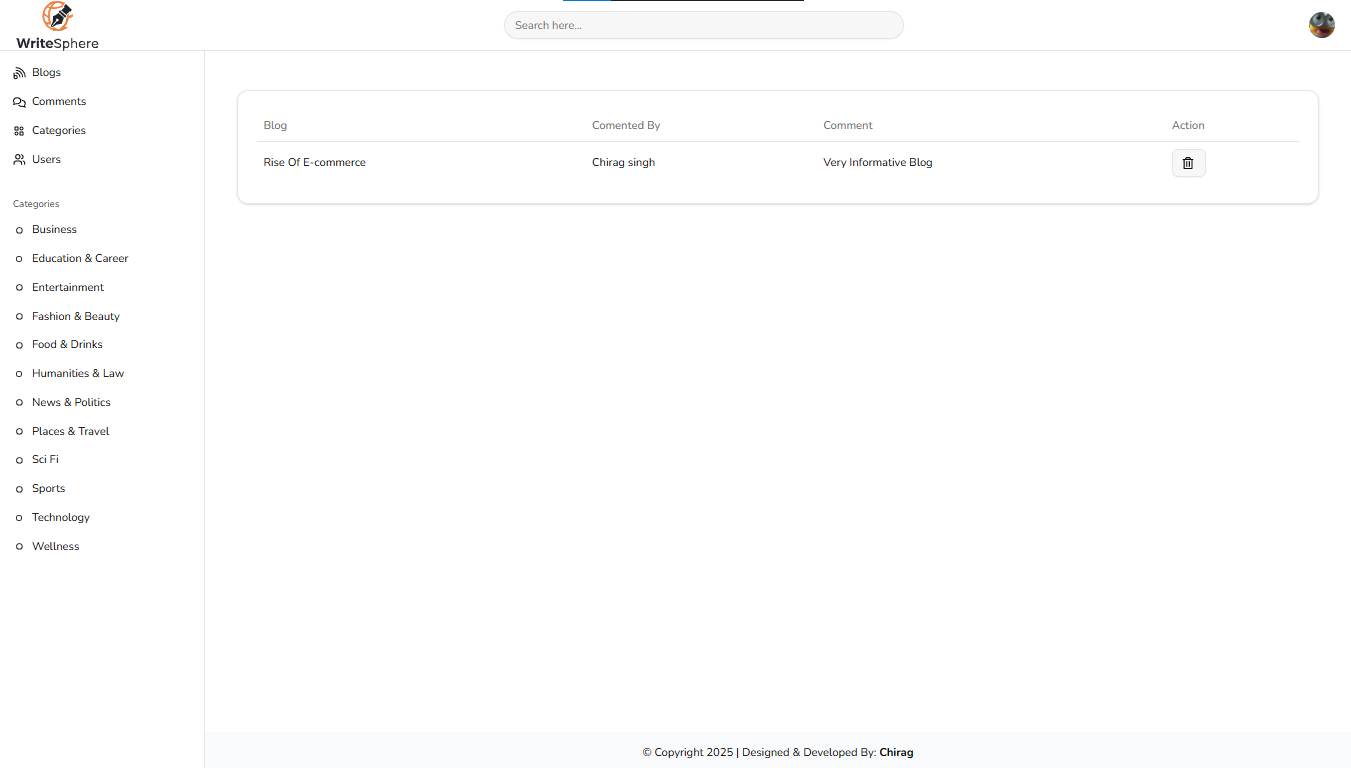 WriteSphere
Search here...
Blogs
Comments
Categories
Users
Categories
Business
Education & Career
Entertainment
Fashion & Beauty
Food & Drinks
Humanities & Law
News & Politics
Places & Travel
Sci Fi
Sports
Technology
Wellness
Blog Comented By Comment Action
Rise Of E-commerce Chirag singh Very Informative Blog
© Copyright 2025 | Designed & Developed By: Chirag